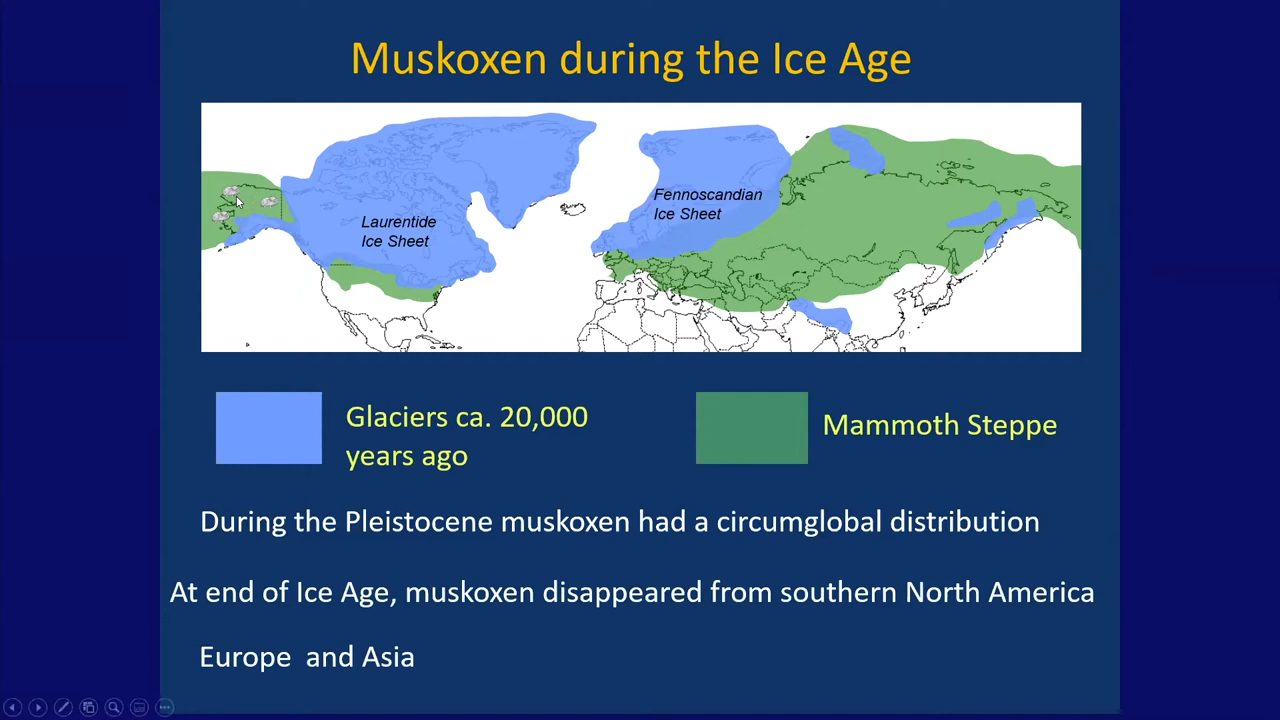 Muskoxen during the Ice Age
Laurentide
Ice Sheet
Fennoscandian
Ice Sheet
Glaciers ca. 20,000
years ago
Mammoth Steppe
During the Pleistocene muskoxen had a circumglobal distribution
At end of Ice Age, muskoxen disappeared from southern North America
Europe and Asia